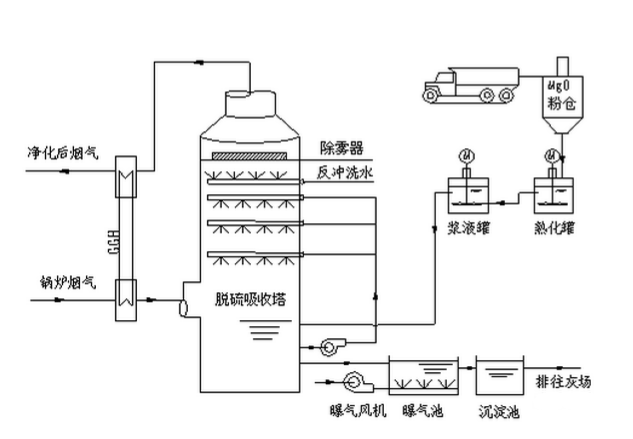 MgO
粉仓
净化后烟气
除雾器
反冲洗水
M
M
浆液罐
熟化罐
GGH
锅炉烟气
脱硫吸收塔
曝气风机
曝气池
沉淀池
排往灰场